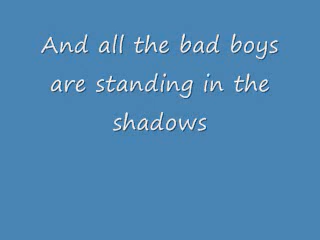 And all the bad boys
are standing in the
shadows